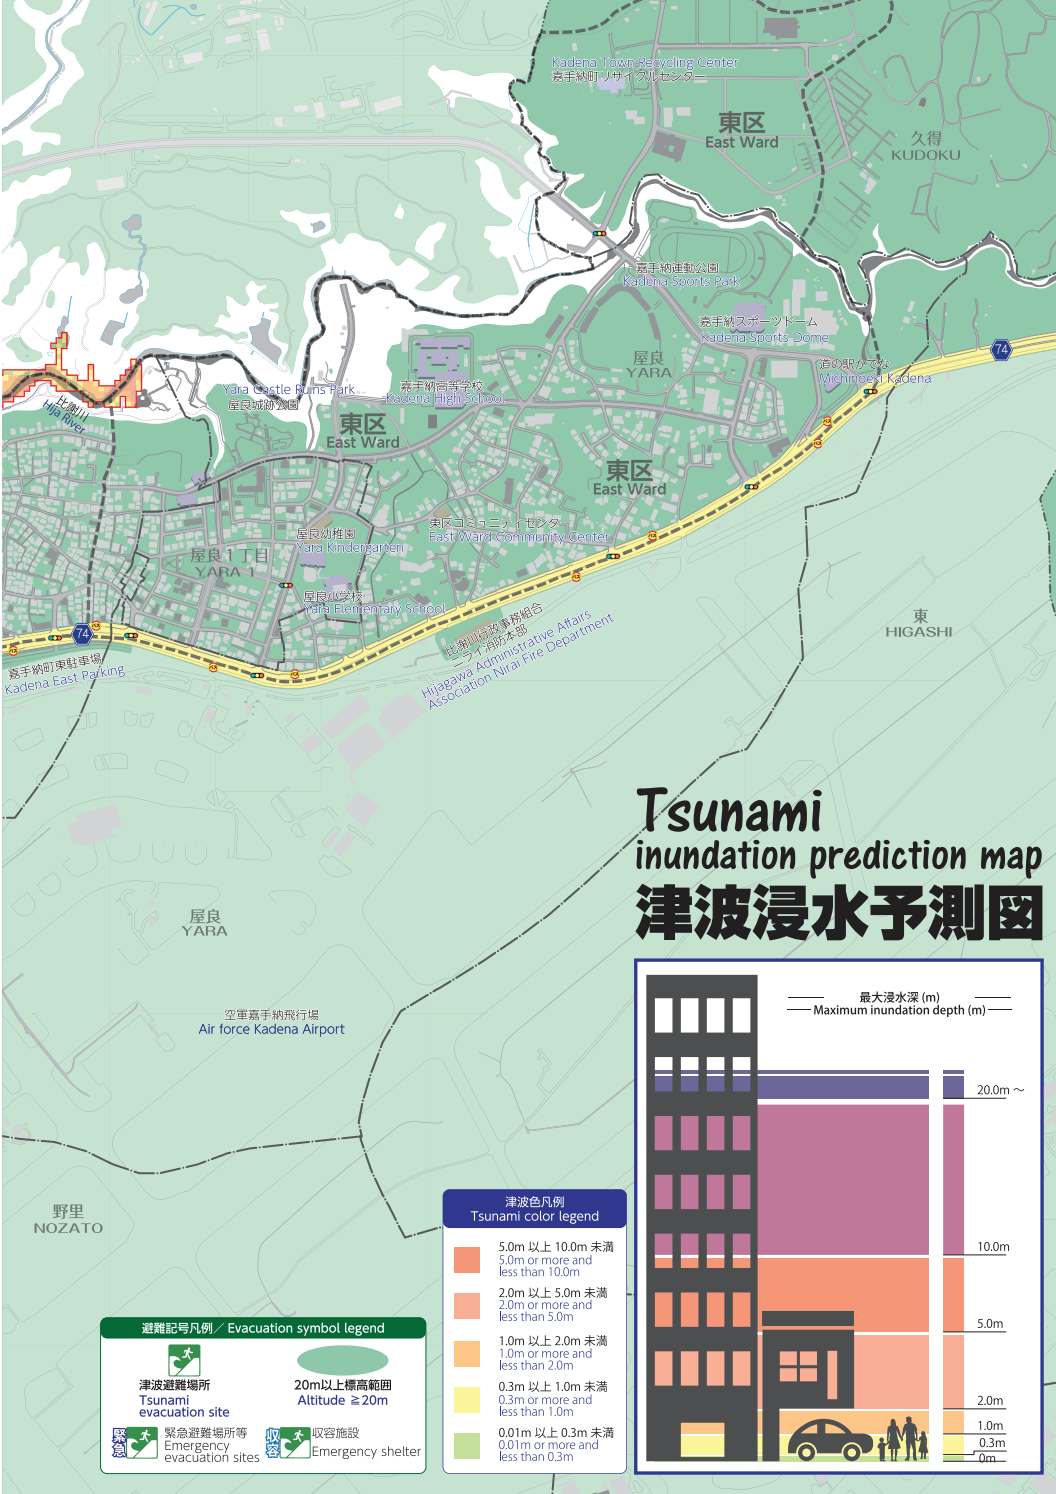 Kadena Town Recycling Center
嘉手納町リサイクルセンター
東区
East Ward
久得
KUDOKU
嘉手納運動公園
Kadena Sports Park
嘉手納スポーツドーム
Kadena Sports Dome
74
屋良
YARA
道の駅かでな
Michinoeki Kadena
比謝川
Hija River
Yara Castle Ruins Park
屋良城跡公園
嘉手納高等学校
Kadena High School
東区
East Ward
東区
East Ward
東区コミュニティセンター
East Ward Community Center
屋良幼稚園
Yara Kindergarten
屋良1丁目
YARA 1
屋良小学校
Yara Elementary School
東
HIGASHI
74
嘉手納町東駐車場
Kadena East Parking
比謝川行政事務組合
ニライ消防本部
Hijagawa Administrative Affairs
Association Nirai Fire Department
Tsunami
inundation prediction map
津波浸水予測図
屋良
YARA
空軍嘉手納飛行場
Air force Kadena Airport
野里
NOZATO
最大浸水深 (m)
Maximum inundation depth (m)
20.0m ～
10.0m
5.0m
2.0m
1.0m
0.3m
0m
津波色凡例
Tsunami color legend
5.0m 以上 10.0m 未満
5.0m or more and
less than 10.0m
2.0m 以上 5.0m 未満
2.0m or more and
less than 5.0m
1.0m 以上 2.0m 未満
1.0m or more and
less than 2.0m
0.3m 以上 1.0m 未満
0.3m or more and
less than 1.0m
0.01m 以上 0.3m 未満
0.01m or more and
less than 0.3m
避難記号凡例／Evacuation symbol legend
津波避難場所
Tsunami
evacuation site
20m以上標高範囲
Altitude ≧20m
緊急
緊急避難場所等
Emergency
evacuation sites
収容
収容施設
Emergency shelter